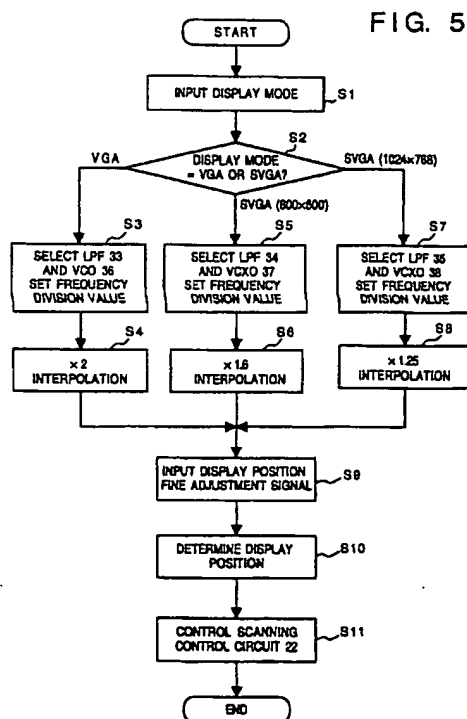 FIG. 5
START
INPUT DISPLAY MODE
S1
S2
DISPLAY MODE
= VGA OR SVGA?
VGA
SVGA (800×600)
SVGA (1024×768)
S3
SELECT LPF 33
AND VCO 36
SET FREQUENCY
DIVISION VALUE
S5
SELECT LPF 34
AND VCXO 37
SET FREQUENCY
DIVISION VALUE
S7
SELECT LPF 35
AND VCXO 38
SET FREQUENCY
DIVISION VALUE
S4
×2
INTERPOLATION
S6
×1.6
INTERPOLATION
S8
×1.25
INTERPOLATION
INPUT DISPLAY POSITION
FINE ADJUSTMENT SIGNAL
S9
DETERMINE DISPLAY
POSITION
S10
CONTROL SCANNING
CONTROL CIRCUIT 22
S11
END